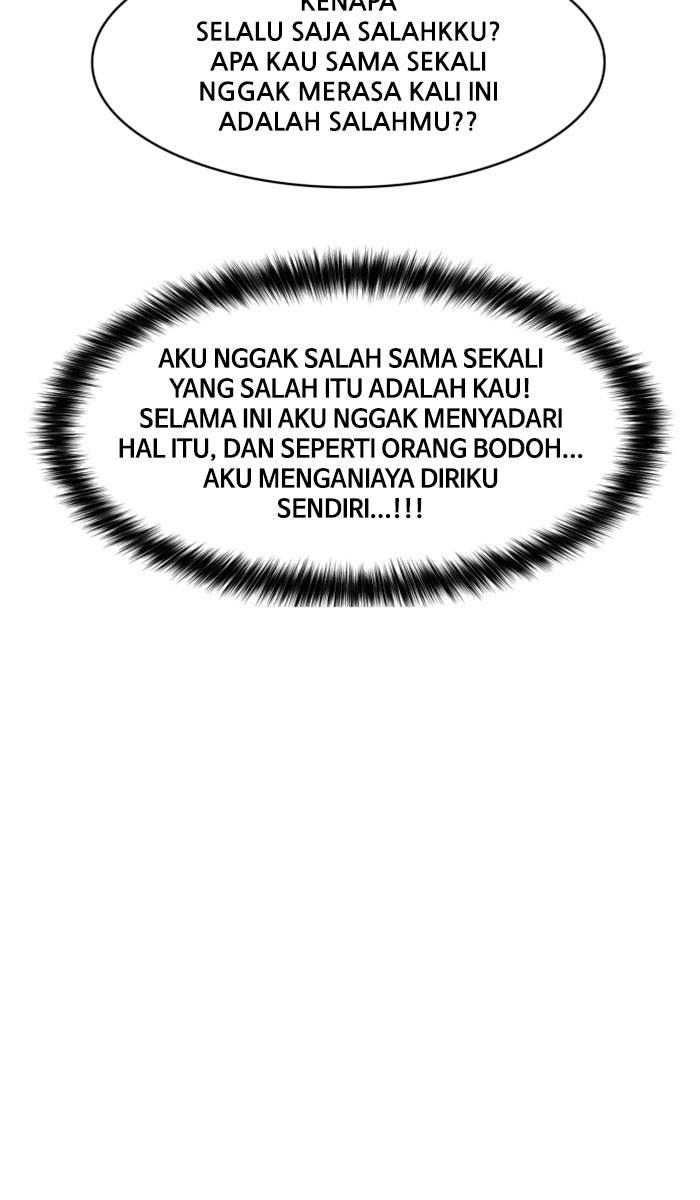 KENAPA
SELALU SAJA SALAHKKU?
APA KAU SAMA SEKALI
NGGAK MERASA KALI INI
ADALAH SALAHMU??
AKU NGGAK SALAH SAMA SEKALI
YANG SALAH ITU ADALAH KAU!
SELAMA INI AKU NGGAK MENYADARI
HAL ITU, DAN SEPERTI ORANG BODOH...
AKU MENGANIAYA DIRIKU
SENDIRI...!!!